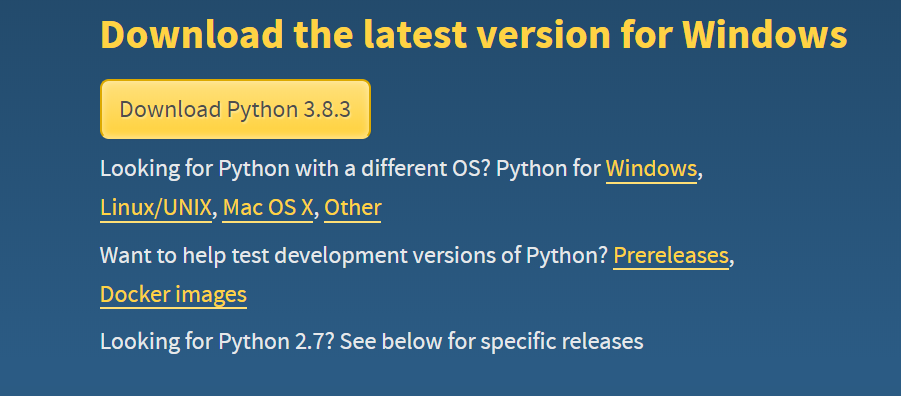 Download the latest version for Windows
Download Python 3.8.3
Looking for Python with a different OS? Python for Windows,
Linux/UNIX, Mac OS X, Other
Want to help test development versions of Python? Prereleases,
Docker images
Looking for Python 2.7? See below for specific releases